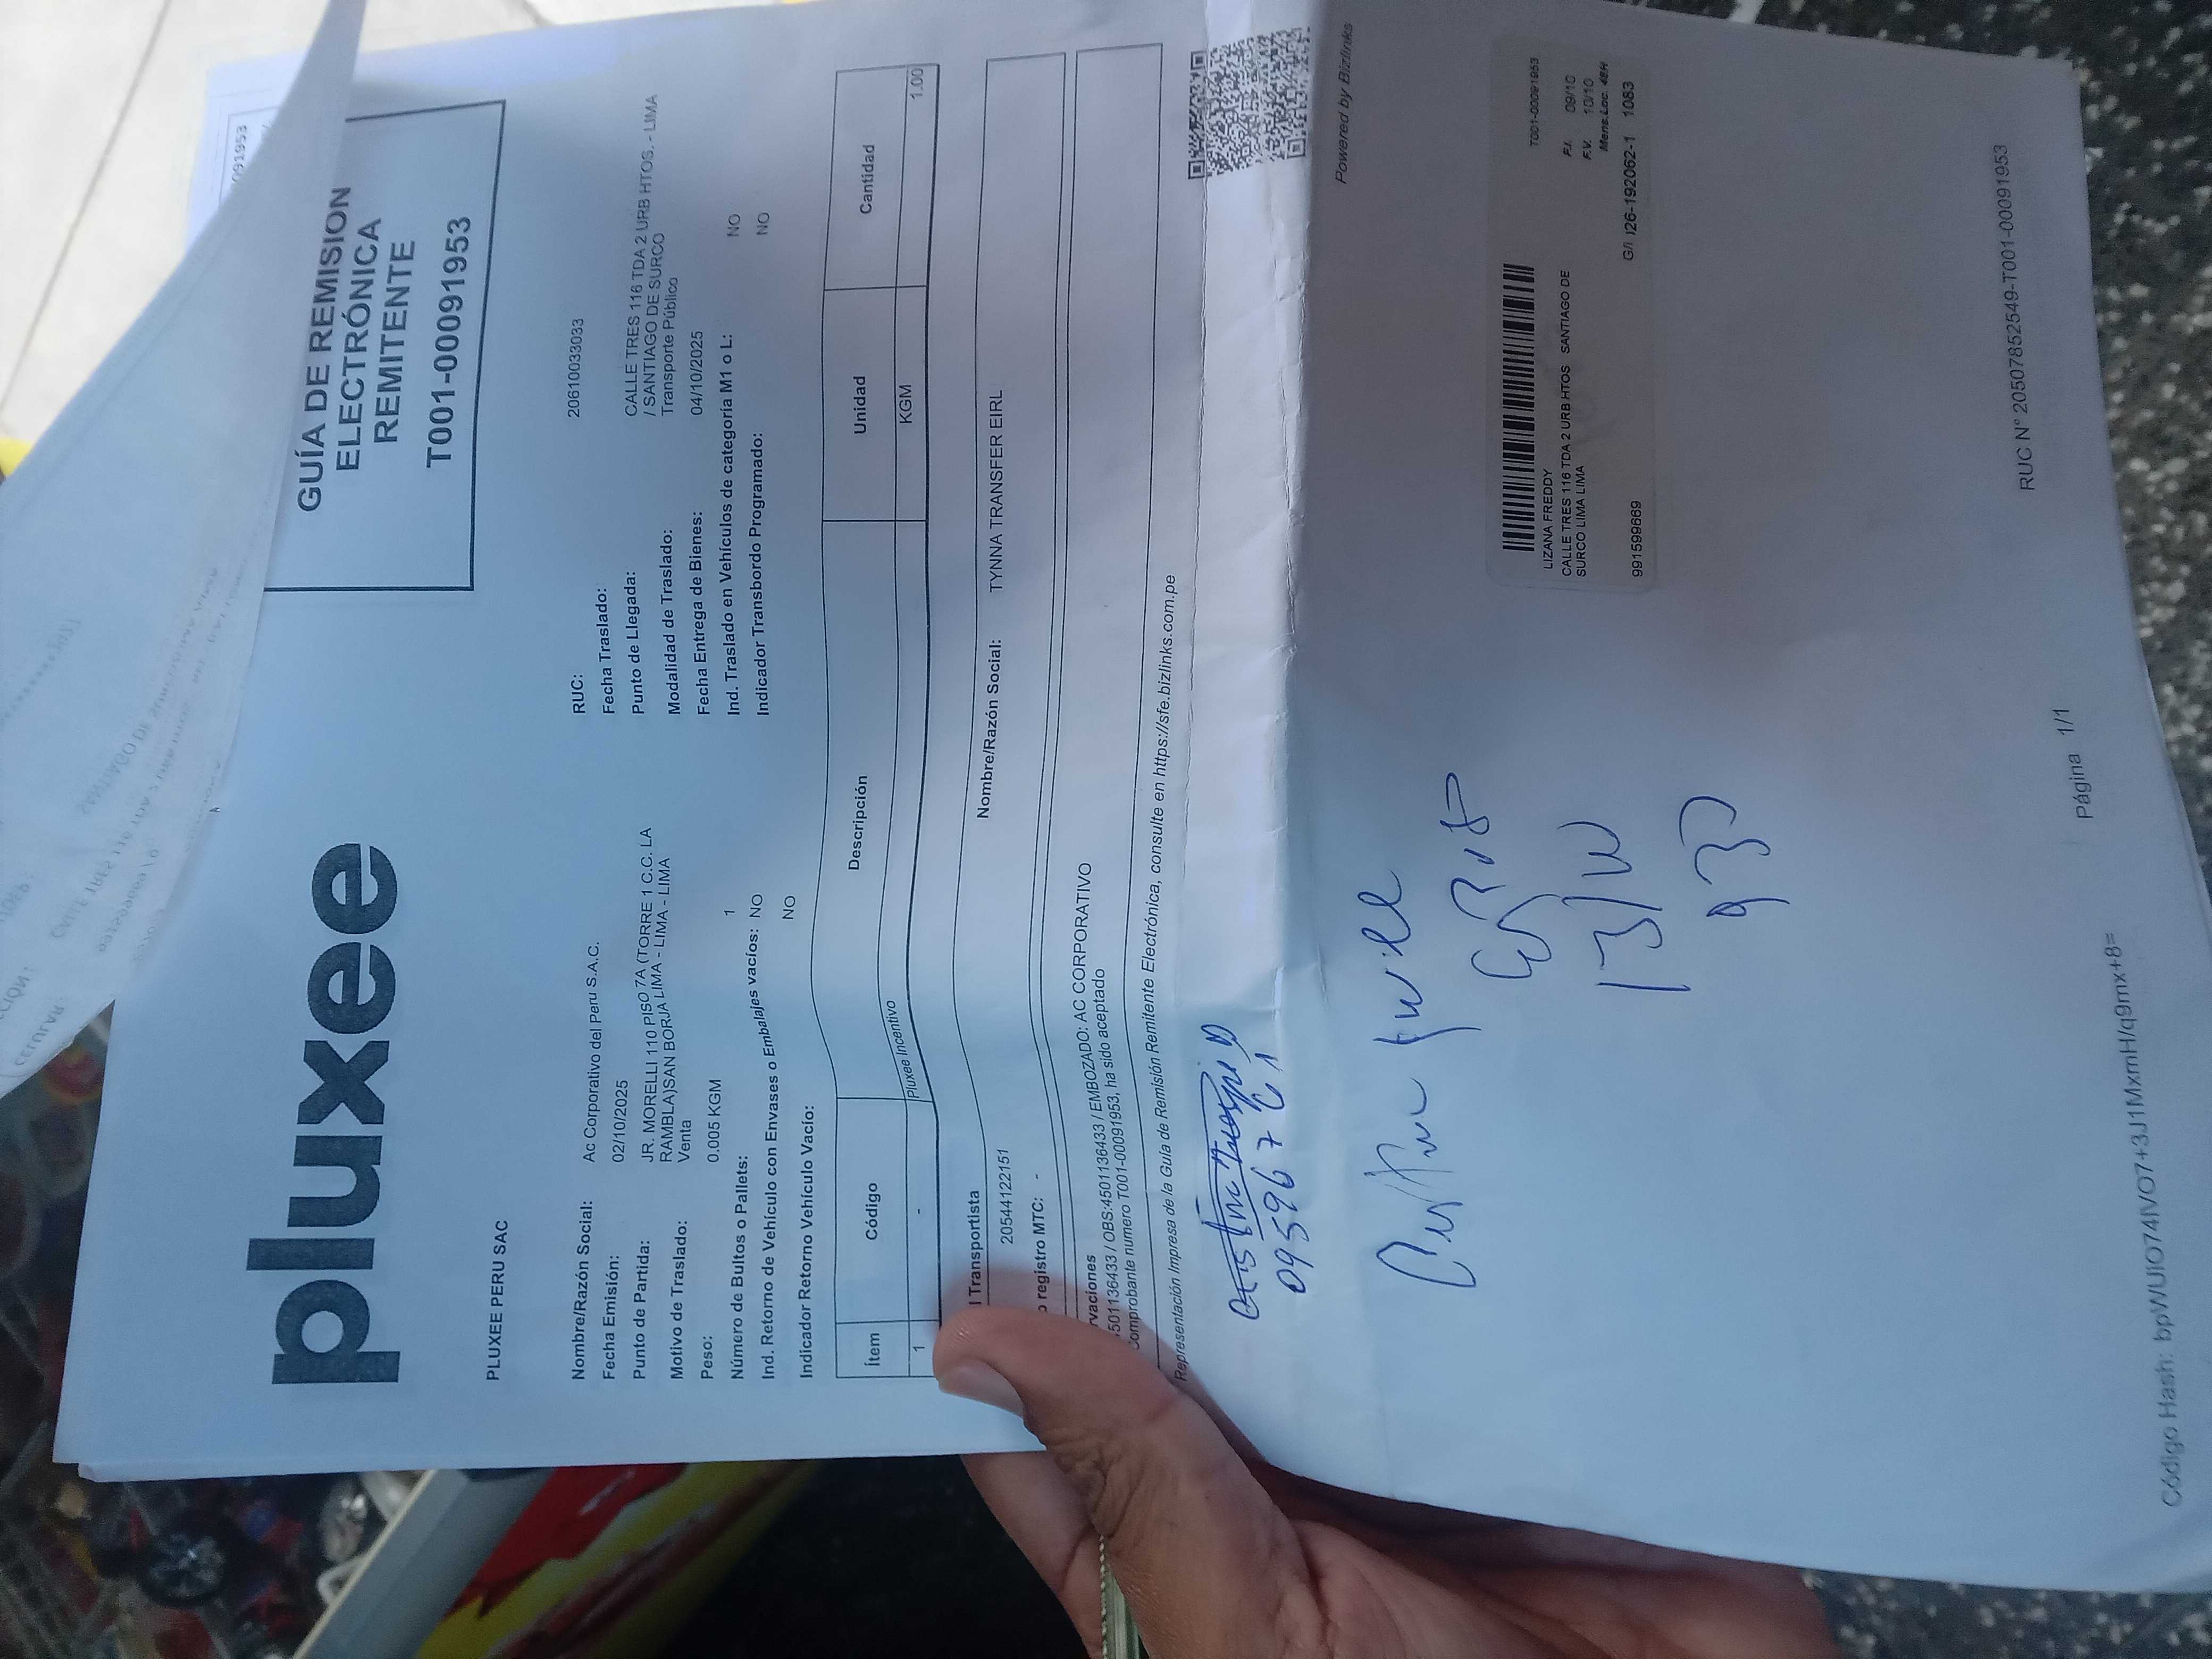 091953
pluxee
GUÍA DE REMISION
ELECTRÓNICA
REMITENTE
T001-00091953
PLUXEE PERU SAC
Nombre/Razón Social: Ac Corporativo del Peru S.A.C.
RUC: 20610033033
Fecha Emisión: 02/10/2025
Fecha Traslado:
Punto de Partida: JR. MORELLI 110 PISO 7A (TORRE 1 C.C. LA
RAMBLA)SAN BORJA LIMA - LIMA - LIMA
Punto de Llegada: CALLE TRES 116 TDA 2 URB HTOS. - LIMA
/ SANTIAGO DE SURCO
Motivo de Traslado: Venta
Modalidad de Traslado: Transporte Público
Peso: 0.005 KGM
Fecha Entrega de Bienes: 04/10/2025
Número de Bultos o Pallets: 1
Ind. Traslado en Vehículos de categoría M1 o L: NO
Ind. Retorno de Vehículo con Envases o Embalajes vacíos: NO
Indicador Transbordo Programado: NO
Indicador Retorno Vehículo Vacío: NO
Ítem Código Descripción Unidad Cantidad
1 - Pluxee Incentivo KGM 1.00
l Transportista
20544122151 Nombre/Razón Social: TYNNA TRANSFER EIRL
o registro MTC: -
rvaciones
501136433 / OBS:4501136433 / EMBOZADO: AC CORPORATIVO
Comprobante numero T001-00091953, ha sido aceptado
Representación Impresa de la Guía de Remisión Remitente Electrónica, consulte en https://sfe.bizlinks.com.pe
Powered by Bizlinks
T001-00091953
LIZANA FREDDY
CALLE TRES 116 TDA 2 URB HTOS SANTIAGO DE
SURCO LIMA LIMA
F.I. 09/10
F.V. 10/10
Mens.Loc. 48H
991599669
G/I 126-192062-1 1083
RUC N° 20507852549-T001-00091953
Página 1/1
Código Hash: bpWUIO74IVO7+3J1MxmH/q9mx+8=